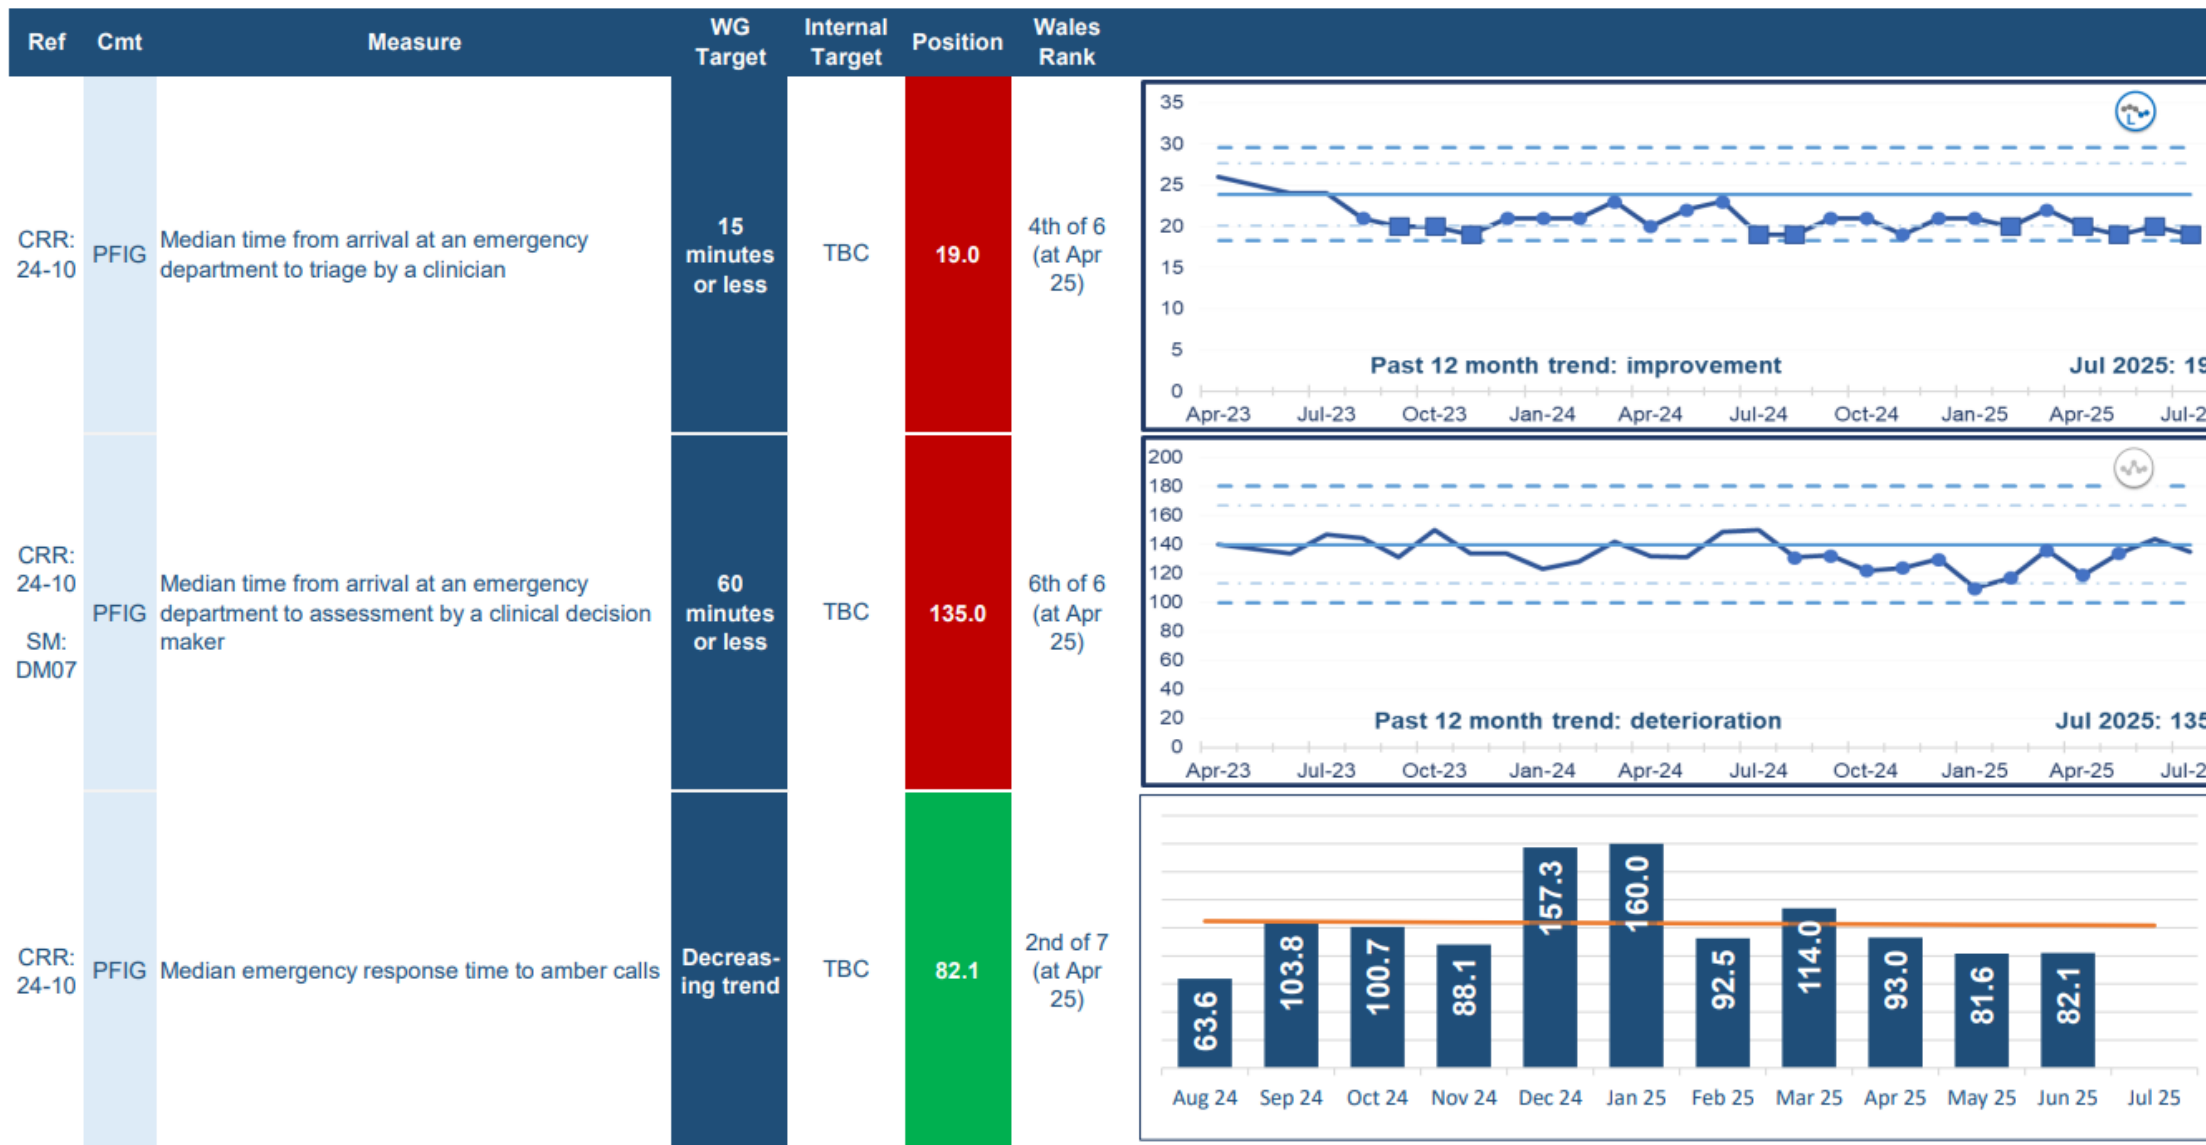 Ref Cmt Measure WG Target Internal Target Position Wales Rank
CRR: 24-10
PFIG
Median time from arrival at an emergency
department to triage by a clinician
15
minutes
or less
TBC
19.0
4th of 6
(at Apr
25)
35
30
25
20
15
10
5
0
L
Past 12 month trend: improvement
Jul 2025: 19
Apr-23 Jul-23 Oct-23 Jan-24 Apr-24 Jul-24 Oct-24 Jan-25 Apr-25 Jul-2
CRR:
24-10
SM:
DM07
PFIG
Median time from arrival at an emergency
department to assessment by a clinical decision
maker
60
minutes
or less
TBC
135.0
6th of 6
(at Apr
25)
200
180
160
140
120
100
80
60
40
20
0
Past 12 month trend: deterioration
Jul 2025: 135
Apr-23 Jul-23 Oct-23 Jan-24 Apr-24 Jul-24 Oct-24 Jan-25 Apr-25 Jul-2
CRR:
24-10
PFIG
Median emergency response time to amber calls
Decreas-
ing trend
TBC
82.1
2nd of 7
(at Apr
25)
63.6 103.8 100.7 88.1 157.3 160.0 92.5 114.0 93.0 81.6 82.1
Aug 24 Sep 24 Oct 24 Nov 24 Dec 24 Jan 25 Feb 25 Mar 25 Apr 25 May 25 Jun 25 Jul 25